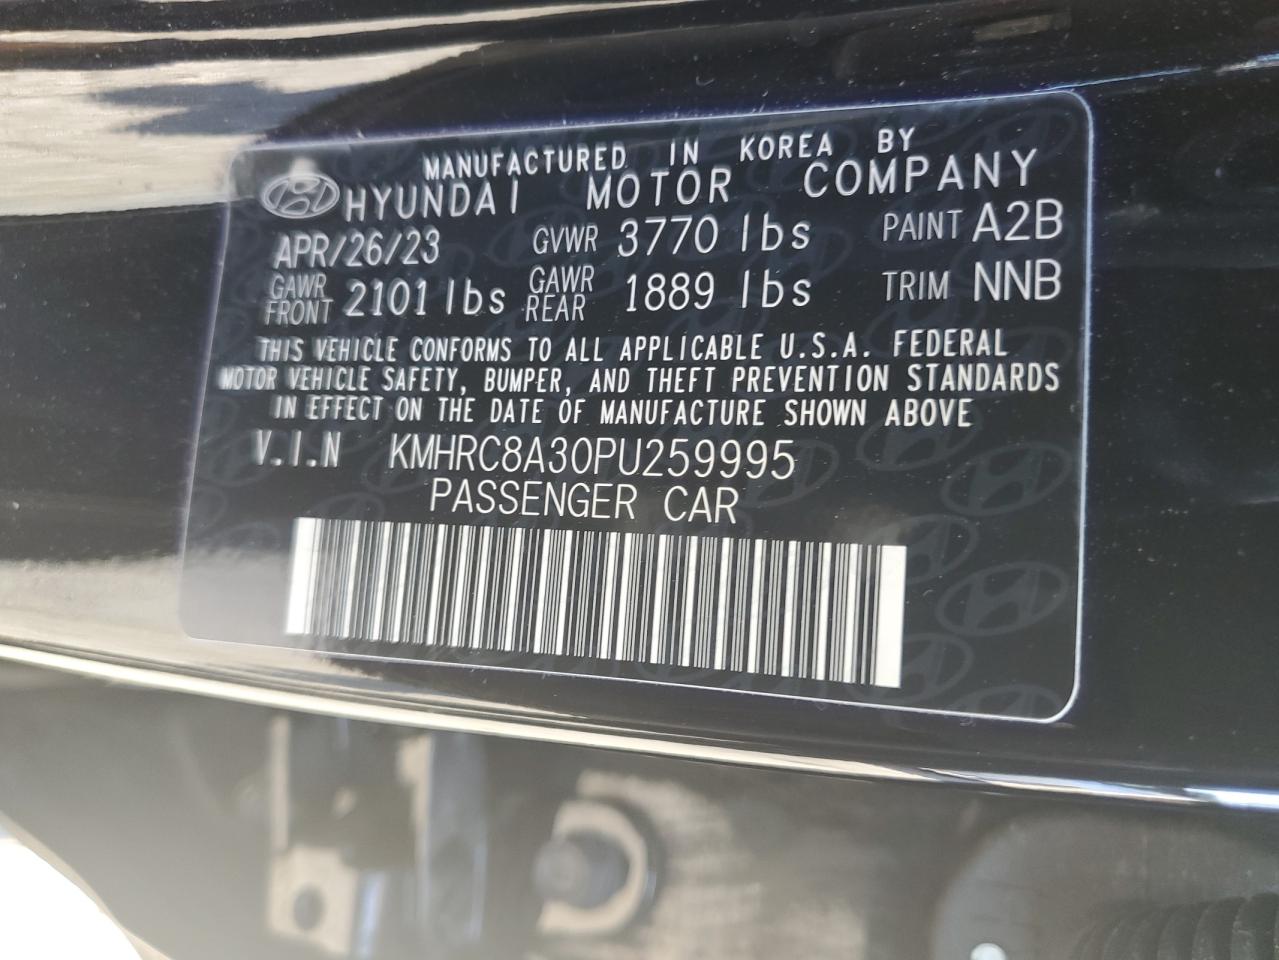 MANUFACTURED IN KOREA BY
HYUNDAI MOTOR COMPANY
APR/26/23 GVWR 3770 lbs PAINT A2B
GAWR FRONT 2101 lbs GAWR REAR 1889 lbs TRIM NNB
THIS VEHICLE CONFORMS TO ALL APPLICABLE U.S.A. FEDERAL
MOTOR VEHICLE SAFETY, BUMPER, AND THEFT PREVENTION STANDARDS
IN EFFECT ON THE DATE OF MANUFACTURE SHOWN ABOVE
V.I.N KMHRC8A30PU259995
PASSENGER CAR